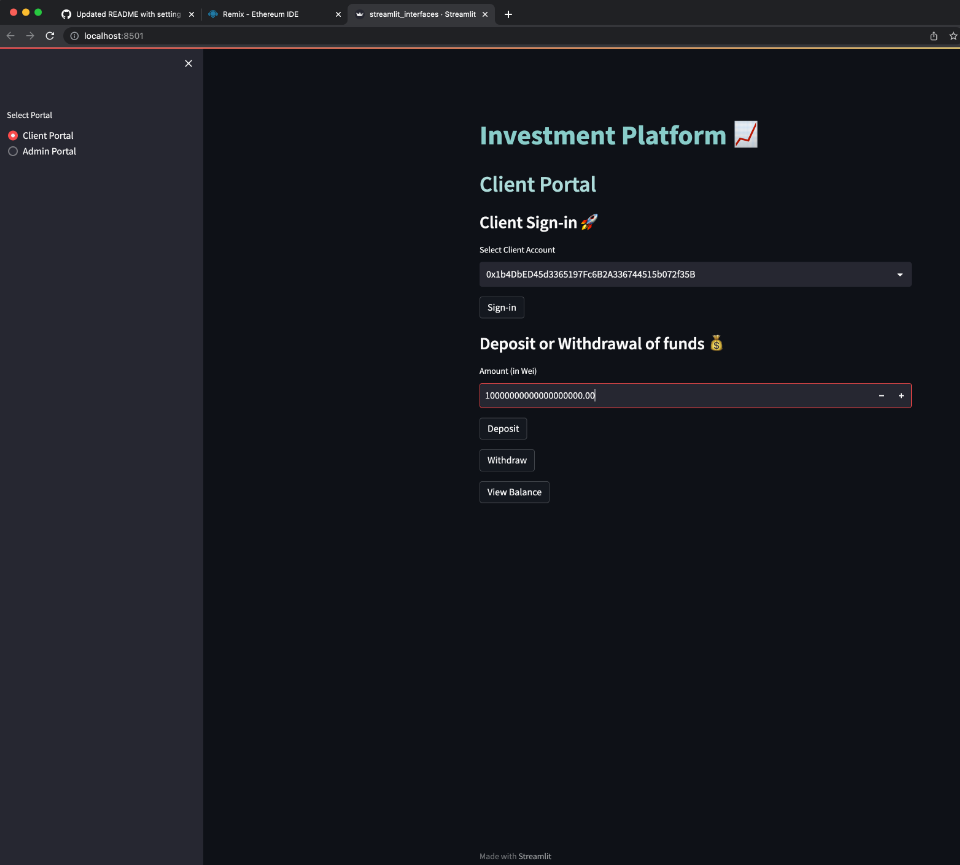 Updated README with setting
Remix - Ethereum IDE
streamlit_interfaces · Streamlit
localhost:8501
Select Portal
Client Portal
Admin Portal
Investment Platform 📈
Client Portal
Client Sign-in 🚀
Select Client Account
0x1b4DbED45d3365197Fc6B2A336744515b072f35B
Sign-in
Deposit or Withdrawal of funds 💰
Amount (in Wei)
10000000000000000000.00
Deposit
Withdraw
View Balance
Made with Streamlit